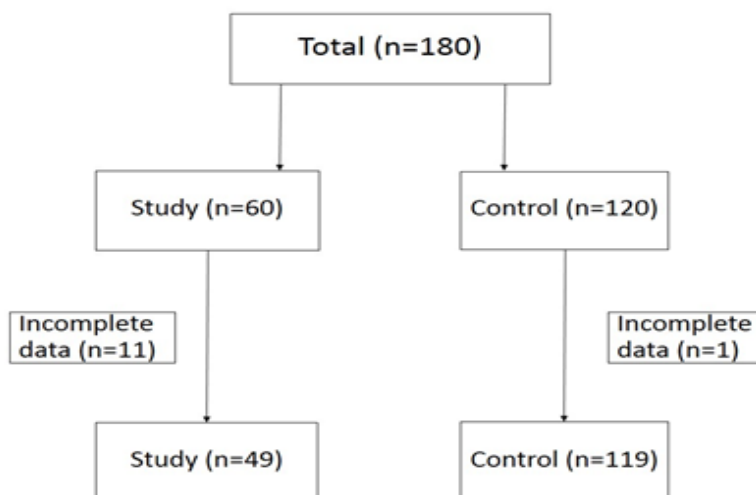 Total (n=180)
Study (n=60)
Control (n=120)
Incomplete
data (n=11)
Incomplete
data (n=1)
Study (n=49)
Control (n=119)